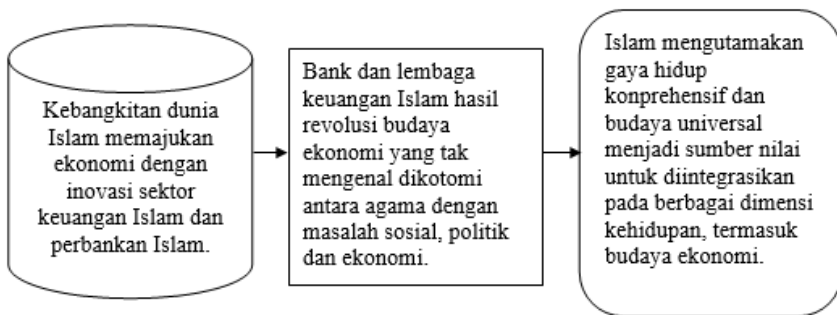 Kebangkitan dunia
Islam memajukan
ekonomi dengan
inovasi sektor
keuangan Islam dan
perbankan Islam.
Bank dan lembaga
keuangan Islam hasil
revolusi budaya
ekonomi yang tak
mengenal dikotomi
antara agama dengan
masalah sosial, politik
dan ekonomi.
Islam mengutamakan
gaya hidup
konprehensif dan
budaya universal
menjadi sumber nilai
untuk diintegrasikan
pada berbagai dimensi
kehidupan, termasuk
budaya ekonomi.